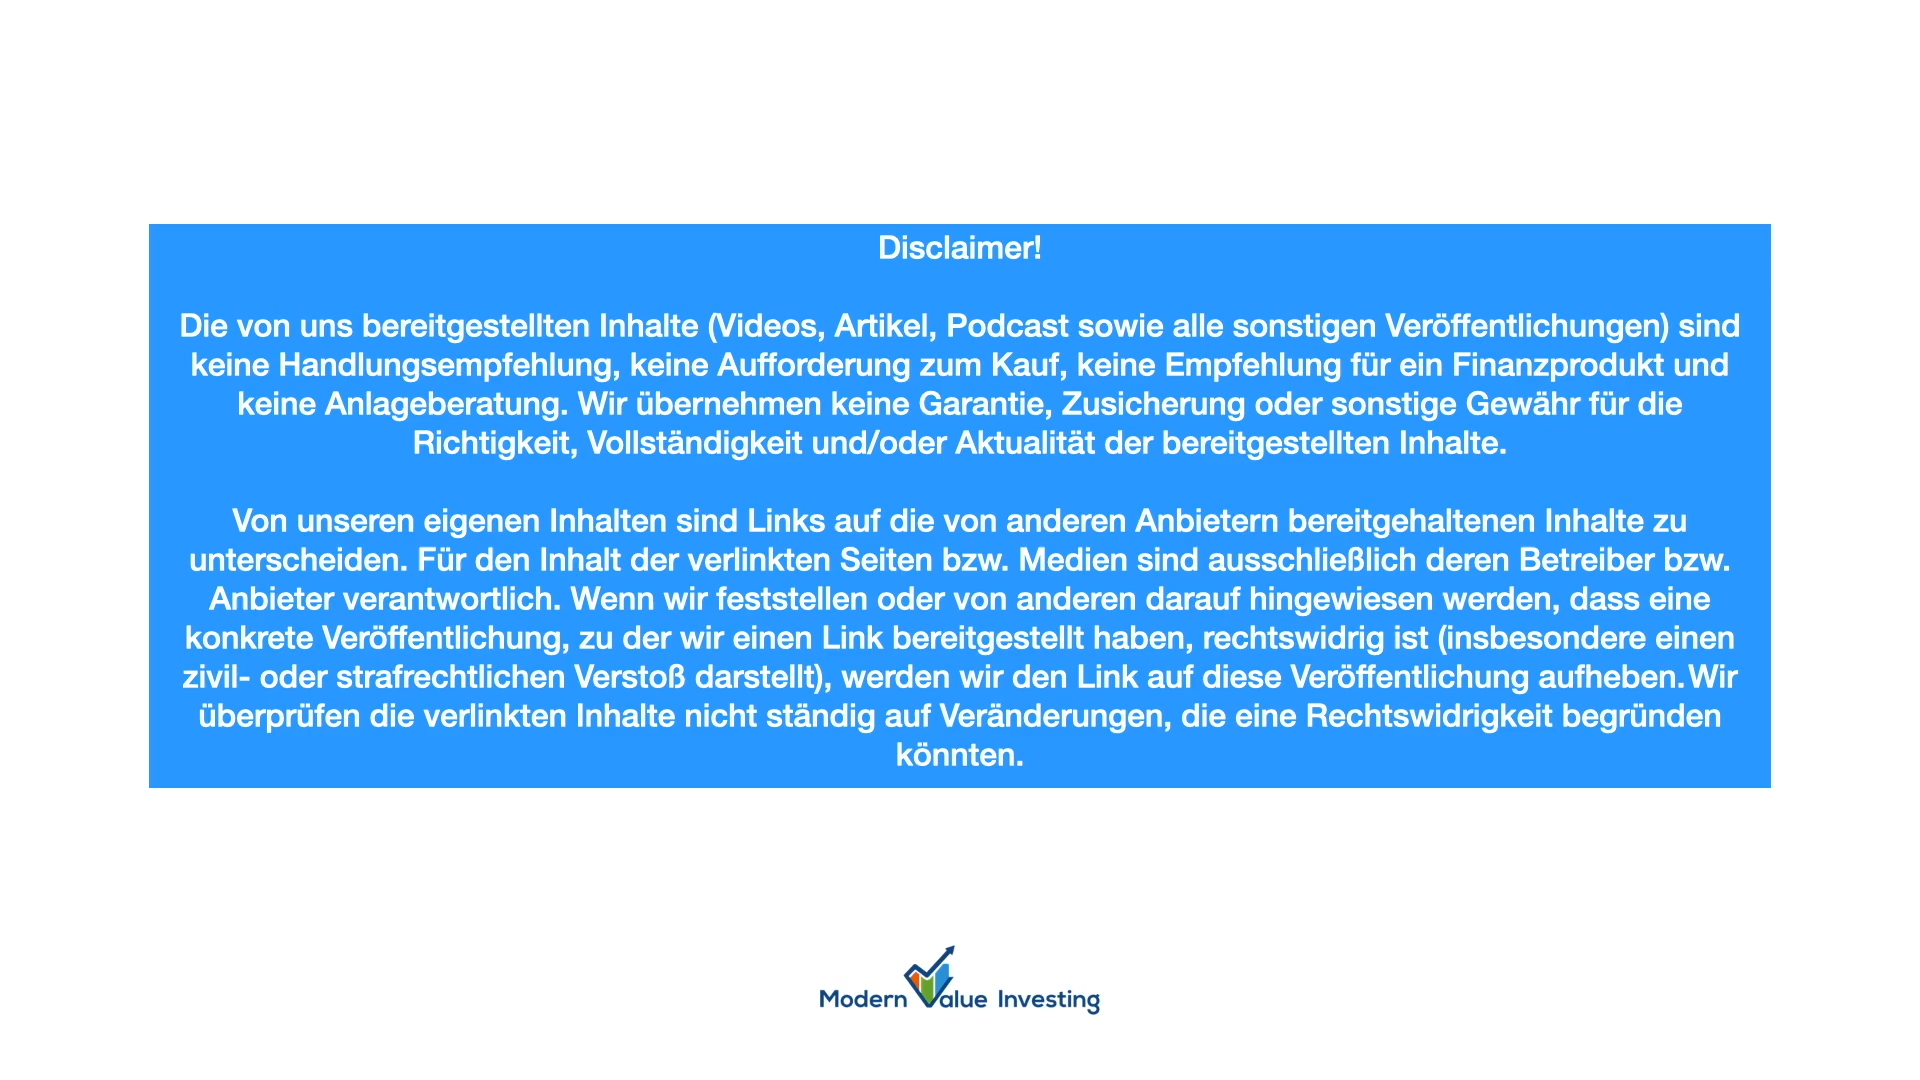 Disclaimer!
Die von uns bereitgestellten Inhalte (Videos, Artikel, Podcast sowie alle sonstigen Veröffentlichungen) sind
keine Handlungsempfehlung, keine Aufforderung zum Kauf, keine Empfehlung für ein Finanzprodukt und
keine Anlageberatung. Wir übernehmen keine Garantie, Zusicherung oder sonstige Gewähr für die
Richtigkeit, Vollständigkeit und/oder Aktualität der bereitgestellten Inhalte.
Von unseren eigenen Inhalten sind Links auf die von anderen Anbietern bereitgehaltenen Inhalte zu
unterscheiden. Für den Inhalt der verlinkten Seiten bzw. Medien sind ausschließlich deren Betreiber bzw.
Anbieter verantwortlich. Wenn wir feststellen oder von anderen darauf hingewiesen werden, dass eine
konkrete Veröffentlichung, zu der wir einen Link bereitgestellt haben, rechtswidrig ist (insbesondere einen
zivil- oder strafrechtlichen Verstoß darstellt), werden wir den Link auf diese Veröffentlichung aufheben. Wir
überprüfen die verlinkten Inhalte nicht ständig auf Veränderungen, die eine Rechtswidrigkeit begründen
könnten.
Modern Value Investing